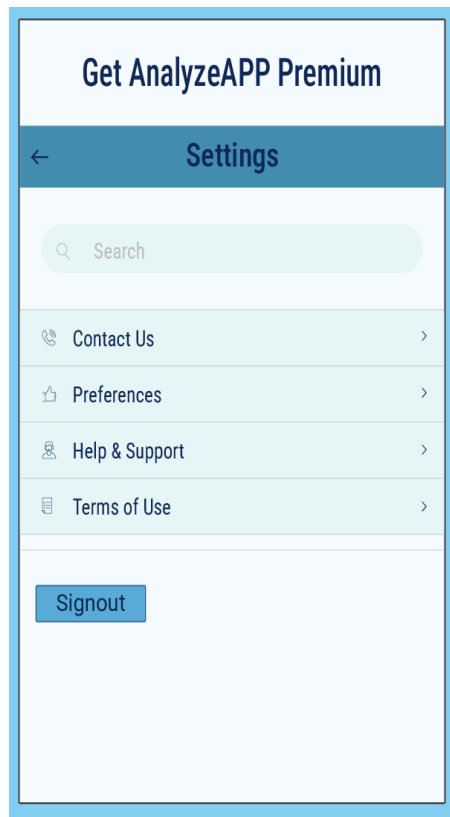 Get AnalyzeAPP Premium
Settings
Search
Contact Us
Preferences
Help & Support
Terms of Use
Signout